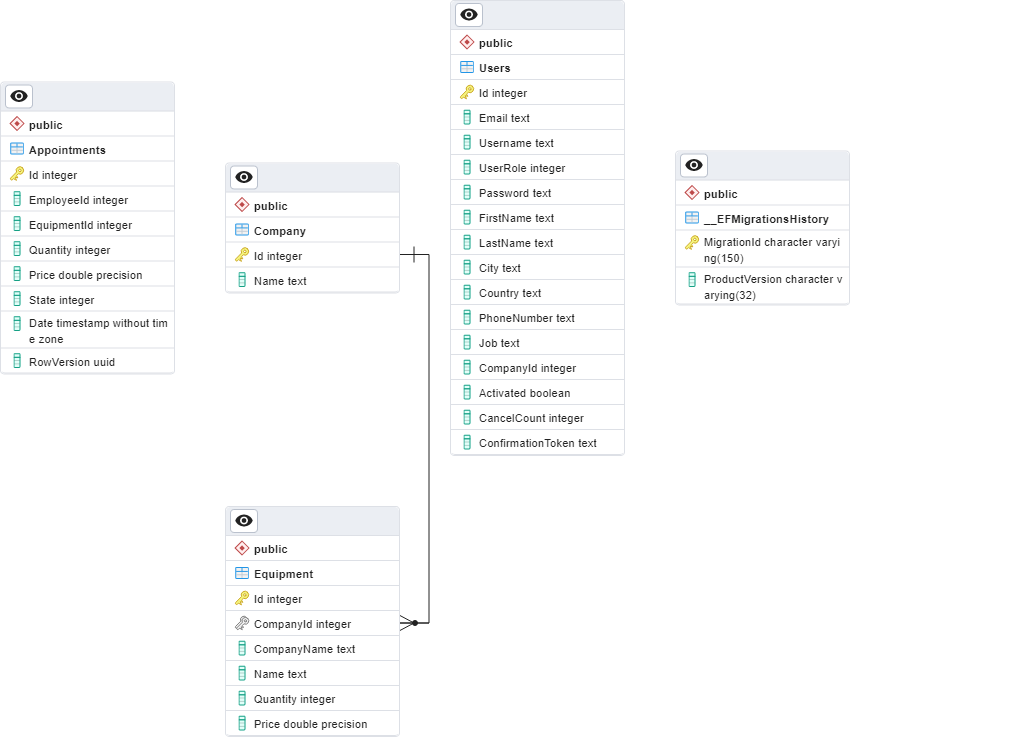 public
Appointments
Id integer
EmployeeId integer
EquipmentId integer
Quantity integer
Price double precision
State integer
Date timestamp without tim
e zone
RowVersion uuid
public
Company
Id integer
Name text
public
Equipment
Id integer
CompanyId integer
CompanyName text
Name text
Quantity integer
Price double precision
public
Users
Id integer
Email text
Username text
UserRole integer
Password text
FirstName text
LastName text
City text
Country text
PhoneNumber text
Job text
CompanyId integer
Activated boolean
CancelCount integer
ConfirmationToken text
public
__EFMigrationsHistory
MigrationId character varyi
ng(150)
ProductVersion character v
arying(32)